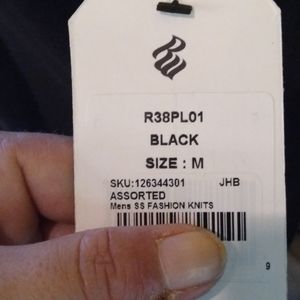 R38PL01
BLACK
SIZE : M
SKU:126344301 JHB
ASSORTED
Mens SS FASHION KNITS
9